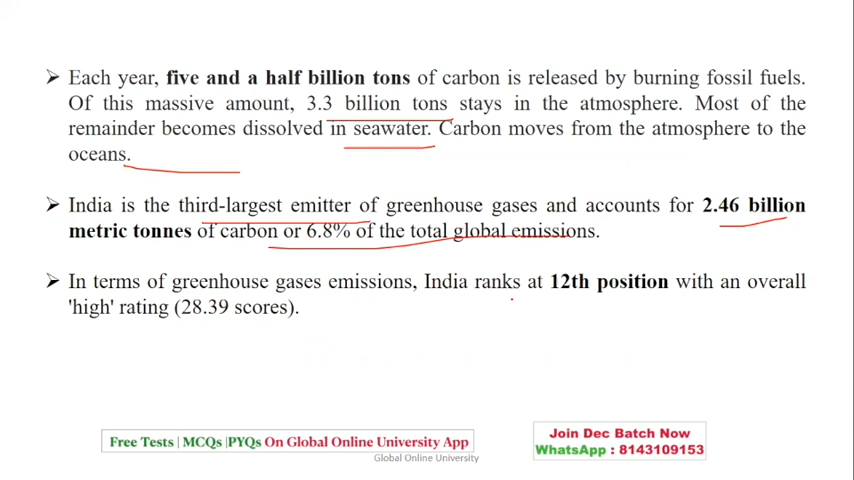 ➢ Each year, five and a half billion tons of carbon is released by burning fossil fuels.
Of this massive amount, 3.3 billion tons stays in the atmosphere. Most of the
remainder becomes dissolved in seawater. Carbon moves from the atmosphere to the
oceans.
➢ India is the third-largest emitter of greenhouse gases and accounts for 2.46 billion
metric tonnes of carbon or 6.8% of the total global emissions.
➢ In terms of greenhouse gases emissions, India ranks at 12th position with an overall
'high' rating (28.39 scores).
Free Tests | MCQs |PYQs On Global Online University App
Global Online University
Join Dec Batch Now
WhatsApp : 8143109153